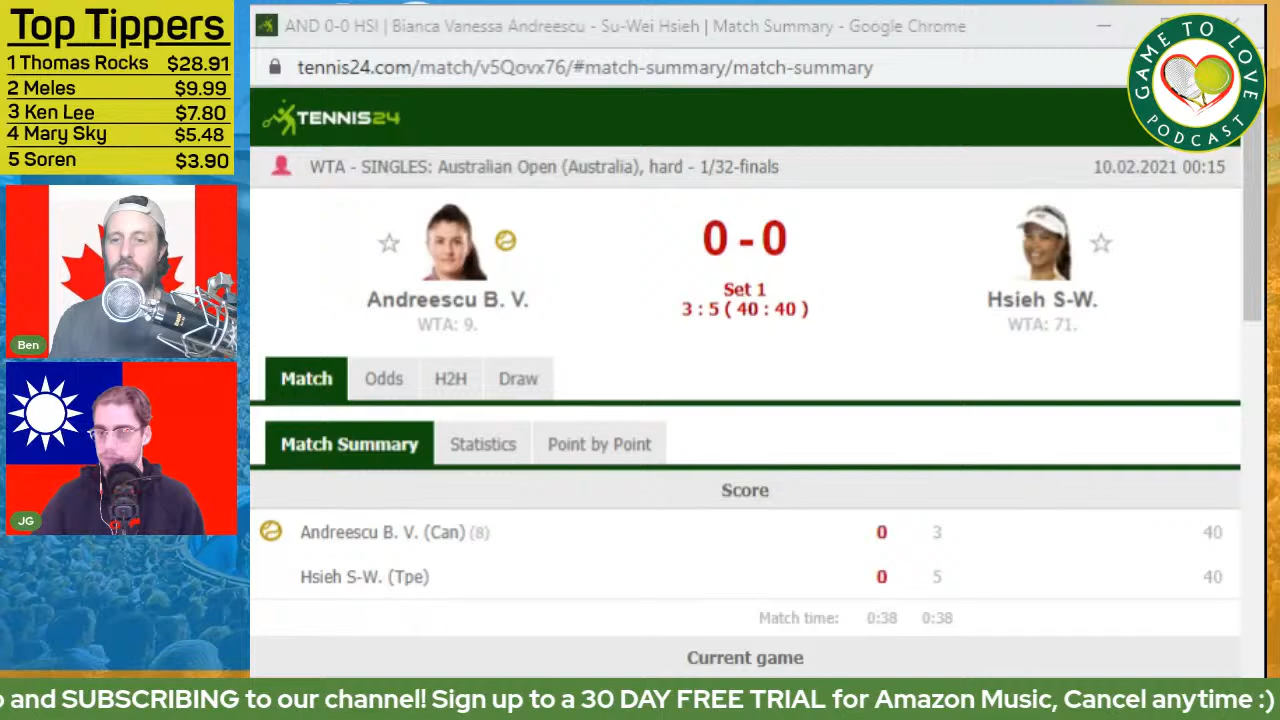 Top Tippers
1 Thomas Rocks $28.91
2 Meles $9.99
3 Ken Lee $7.80
4 Mary Sky $5.48
5 Soren $3.90
Ben
JG
AND 0-0 HSI | Bianca Vanessa Andreescu - Su-Wei Hsieh | Match Summary - Google Chrome
tennis24.com/match/v5Qovx76/#match-summary/match-summary
GAME TO LOVE
PODCAST
TENNIS24
WTA - SINGLES: Australian Open (Australia), hard - 1/32-finals 10.02.2021 00:15
0 - 0
Set 1
3 : 5 ( 40 : 40 )
Andreescu B. V.
WTA: 9.
Hsieh S-W.
WTA: 71.
Match Odds H2H Draw
Match Summary Statistics Point by Point
Score
Andreescu B. V. (Can) (8) 0 3 40
Hsieh S-W. (Tpe) 0 5 40
Match time: 0:38 0:38
Current game
and SUBSCRIBING to our channel! Sign up to a 30 DAY FREE TRIAL for Amazon Music, Cancel anytime :)